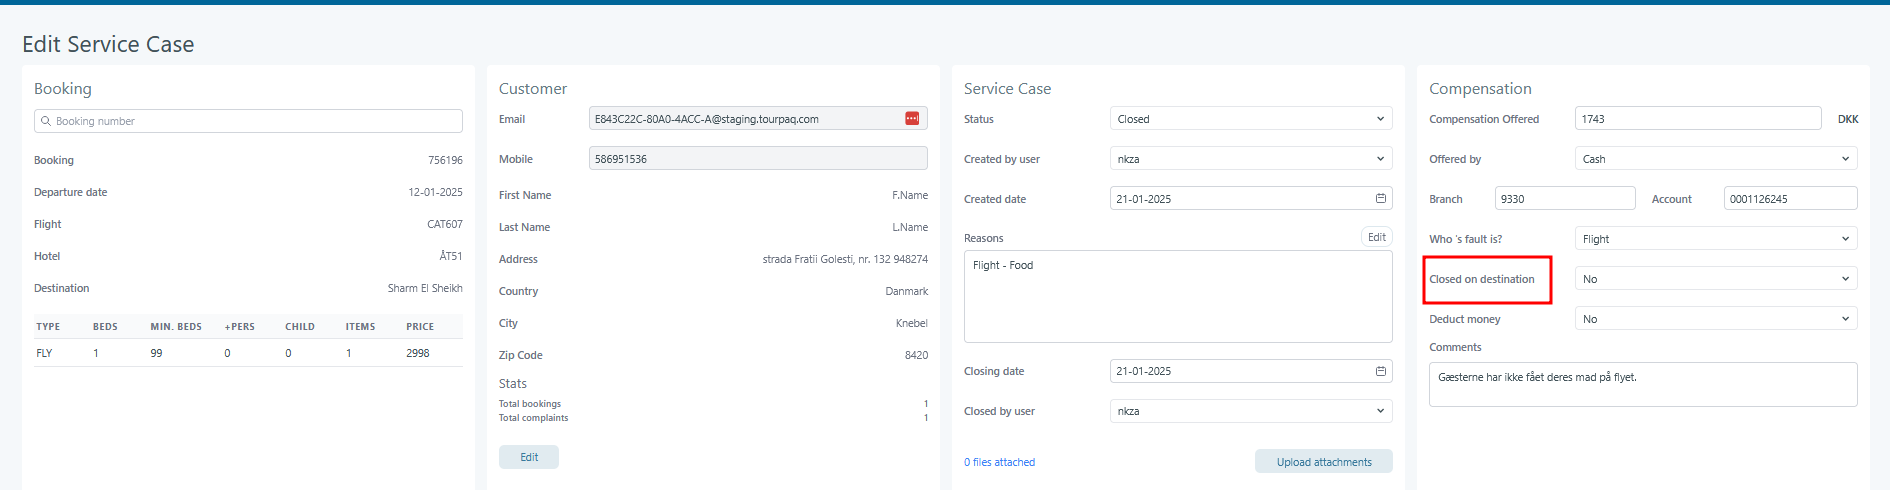 Edit Service Case
Booking
Booking number
Booking 756196
Departure date 12-01-2025
Flight CAT607
Hotel ÅT51
Destination Sharm El Sheikh
TYPE BEDS MIN. BEDS +PERS CHILD ITEMS PRICE
FLY 1 99 0 0 1 2998
Customer
Email E843C22C-80A0-4ACC-A@staging.tourpaq.com
Mobile 586951536
First Name F.Name
Last Name L.Name
Address strada Fratii Golesti, nr. 132 948274
Country Danmark
City Knebel
Zip Code 8420
Stats
Total bookings 1
Total complaints 1
Edit
Service Case
Status Closed
Created by user nkza
Created date 21-01-2025
Reasons Edit
Flight - Food
Closing date 21-01-2025
Closed by user nkza
0 files attached Upload attachments
Compensation
Compensation Offered 1743 DKK
Offered by Cash
Branch 9330 Account 0001126245
Who 's fault is? Flight
Closed on destination No
Deduct money No
Comments
Gæsterne har ikke fået deres mad på flyet.